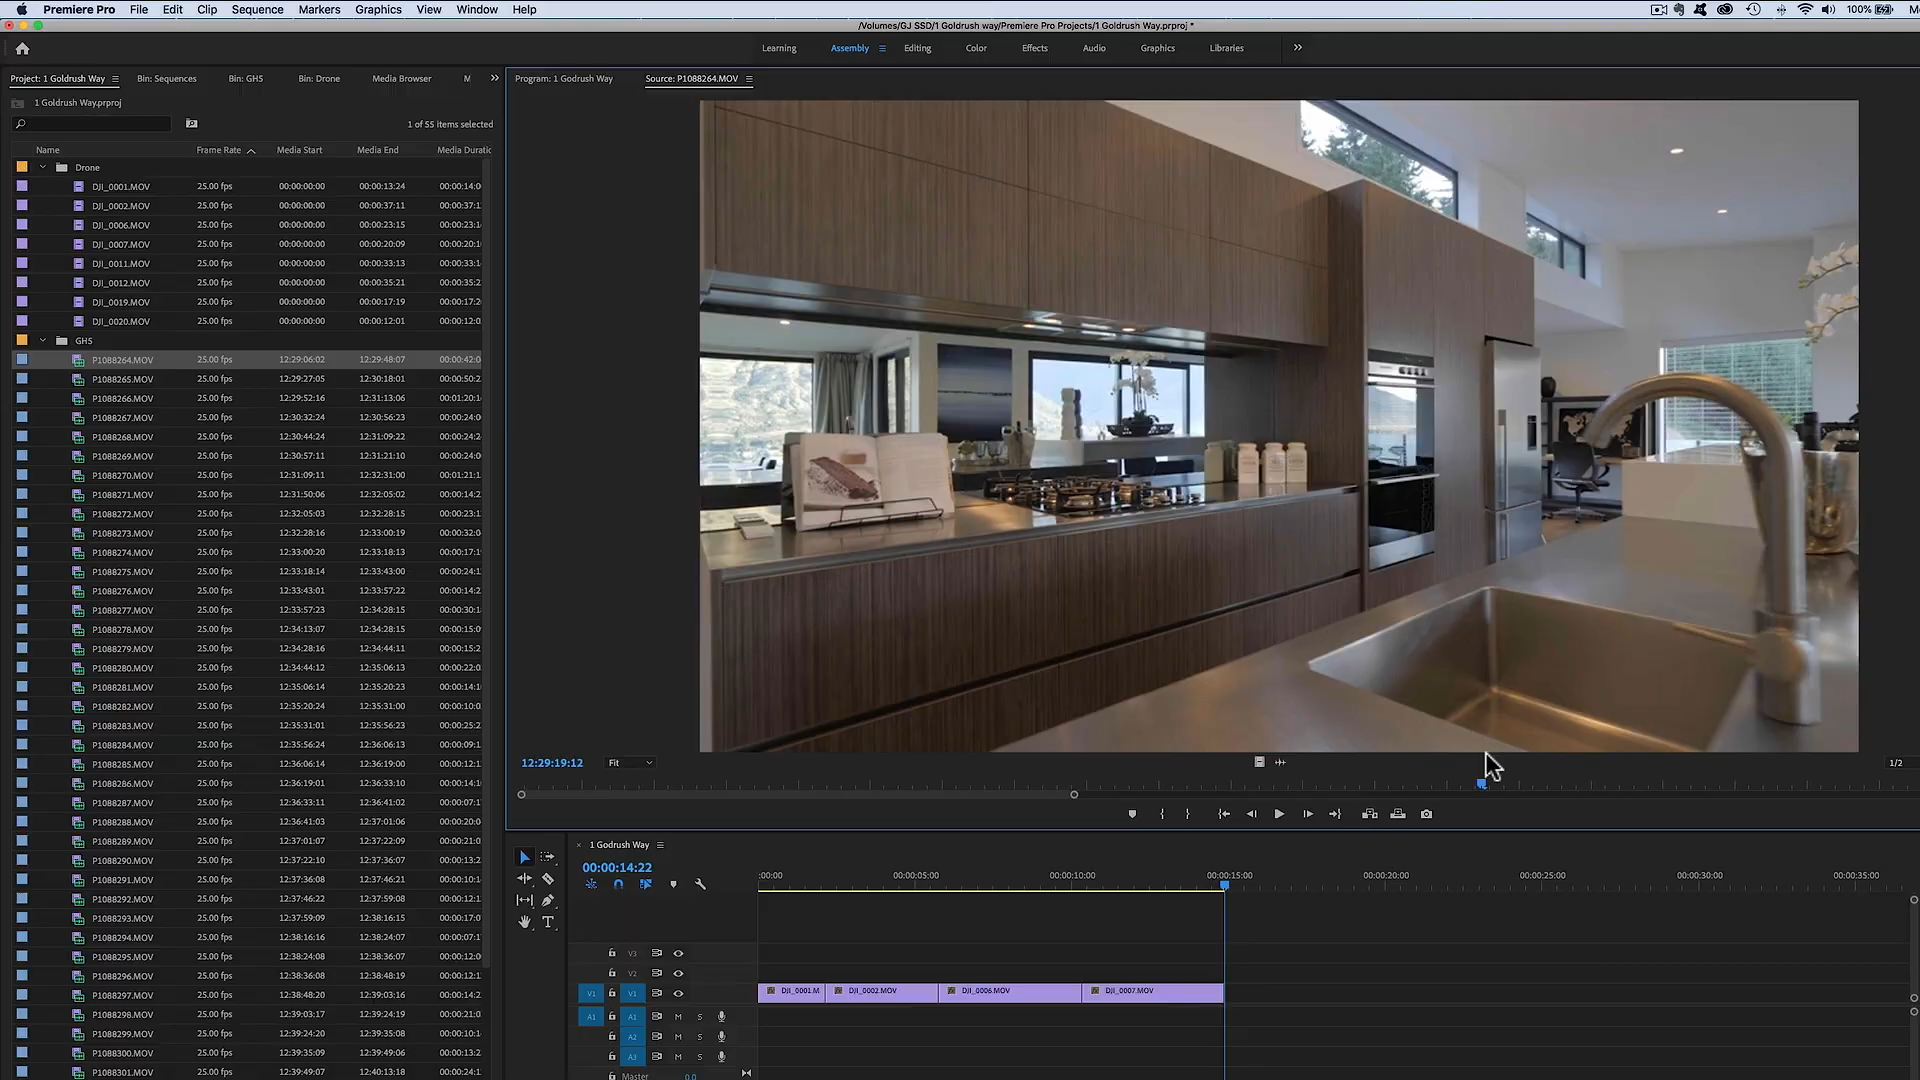 Premiere Pro File Edit Clip Sequence Markers Graphics View Window Help 100%
/Volumes/GJ SSD/1 Goldrush way/Premiere Pro Projects/1 Goldrush Way.prproj *
Learning Assembly Editing Color Effects Audio Graphics Libraries
Project: 1 Goldrush Way Bin: Sequences Bin: GH5 Bin: Drone Media Browser M
Program: 1 Godrush Way Source: P1088264.MOV
1 Goldrush Way.prproj
1 of 55 items selected
Name Frame Rate Media Start Media End Media Duratic
Drone
DJI_0001.MOV 25.00 fps 00:00:00:00 00:00:13:24 00:00:14:0
DJI_0002.MOV 25.00 fps 00:00:00:00 00:00:37:11 00:00:37:1
DJI_0006.MOV 25.00 fps 00:00:00:00 00:00:23:15 00:00:23:1
DJI_0007.MOV 25.00 fps 00:00:00:00 00:00:20:09 00:00:20:1
DJI_0011.MOV 25.00 fps 00:00:00:00 00:00:33:13 00:00:33:1
DJI_0012.MOV 25.00 fps 00:00:00:00 00:00:35:21 00:00:35:2
DJI_0019.MOV 25.00 fps 00:00:00:00 00:00:17:19 00:00:17:2
DJI_0020.MOV 25.00 fps 00:00:00:00 00:00:12:01 00:00:12:0
GH5
P1088264.MOV 25.00 fps 12:29:06:02 12:29:48:07 00:00:42:0
P1088265.MOV 25.00 fps 12:29:27:05 12:30:18:01 00:00:50:2
P1088266.MOV 25.00 fps 12:29:52:16 12:31:13:06 00:01:20:1
P1088267.MOV 25.00 fps 12:30:32:24 12:30:56:23 00:00:24:0
P1088268.MOV 25.00 fps 12:30:44:24 12:31:09:22 00:00:24:2
P1088269.MOV 25.00 fps 12:30:57:11 12:31:21:10 00:00:24:0
P1088270.MOV 25.00 fps 12:31:09:11 12:31:30:00 00:01:21:1
P1088271.MOV 25.00 fps 12:31:50:06 12:32:05:02 00:00:14:2
P1088272.MOV 25.00 fps 12:32:05:03 12:32:28:15 00:00:23:1
P1088273.MOV 25.00 fps 12:32:28:16 12:33:00:19 00:00:32:0
P1088274.MOV 25.00 fps 12:33:00:20 12:33:18:13 00:00:17:1
P1088275.MOV 25.00 fps 12:33:18:14 12:33:43:00 00:00:24:1
P1088276.MOV 25.00 fps 12:33:43:01 12:33:57:22 00:00:14:2
P1088277.MOV 25.00 fps 12:33:57:23 12:34:28:15 00:00:30:1
P1088278.MOV 25.00 fps 12:34:13:07 12:34:28:15 00:00:15:0
P1088279.MOV 25.00 fps 12:34:28:16 12:34:44:11 00:00:15:2
P1088280.MOV 25.00 fps 12:34:44:12 12:35:06:13 00:00:22:0
P1088281.MOV 25.00 fps 12:35:06:14 12:35:20:23 00:00:14:1
P1088282.MOV 25.00 fps 12:35:20:24 12:35:31:00 00:00:10:0
P1088283.MOV 25.00 fps 12:35:31:01 12:35:56:23 00:00:25:2
P1088284.MOV 25.00 fps 12:35:56:24 12:36:06:13 00:00:09:1
P1088285.MOV 25.00 fps 12:36:06:14 12:36:19:00 00:00:12:1
P1088286.MOV 25.00 fps 12:36:19:01 12:36:33:10 00:00:14:1
P1088287.MOV 25.00 fps 12:36:33:11 12:36:41:02 00:00:07:1
P1088288.MOV 25.00 fps 12:36:41:03 12:37:01:06 00:00:20:0
P1088289.MOV 25.00 fps 12:37:01:07 12:37:22:09 00:00:21:0
P1088290.MOV 25.00 fps 12:37:22:10 12:37:36:07 00:00:13:2
P1088291.MOV 25.00 fps 12:37:36:08 12:37:46:21 00:00:10:1
P1088292.MOV 25.00 fps 12:37:46:22 12:37:59:08 00:00:12:1
P1088293.MOV 25.00 fps 12:37:59:09 12:38:16:15 00:00:17:0
P1088294.MOV 25.00 fps 12:38:16:16 12:38:24:07 00:00:07:1
P1088295.MOV 25.00 fps 12:38:24:08 12:38:36:07 00:00:12:0
P1088296.MOV 25.00 fps 12:38:36:08 12:38:48:19 00:00:12:1
P1088297.MOV 25.00 fps 12:38:48:20 12:39:03:16 00:00:14:2
P1088298.MOV 25.00 fps 12:39:03:17 12:39:24:19 00:00:21:0
P1088299.MOV 25.00 fps 12:39:24:20 12:39:35:08 00:00:10:1
P1088300.MOV 25.00 fps 12:39:35:09 12:39:49:06 00:00:13:2
P1088301.MOV 25.00 fps 12:39:49:07 12:40:13:18 00:00:24:1
12:29:19:12 Fit 1/2
1 Godrush Way
00:00:14:22
:00:00 00:00:05:00 00:00:10:00 00:00:15:00 00:00:20:00 00:00:25:00 00:00:30:00 00:00:35:00
V3
V2
V1 V1 DJI_0001.M DJI_0002.MOV DJI_0006.MOV DJI_0007.MOV
A1 A1 M S
A2 M S
A3 M S
Master 0.0